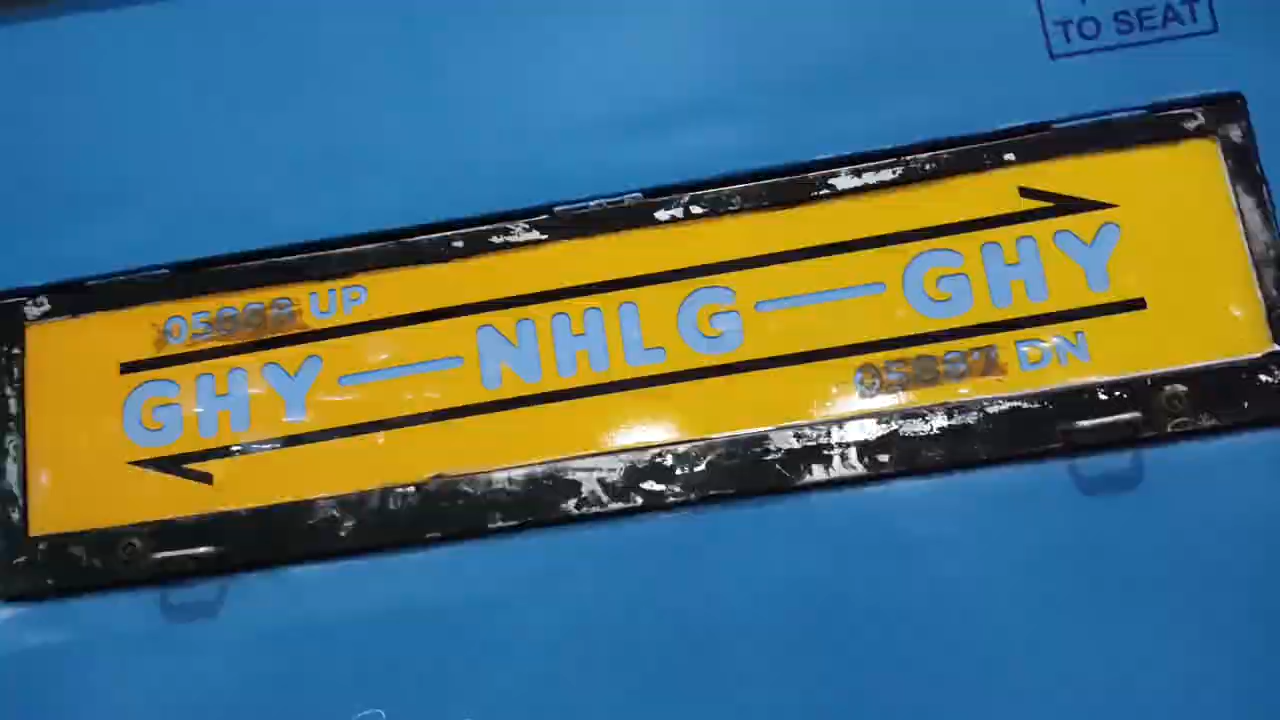 TO SEAT
UP
GHY — NHLG — GHY
DN